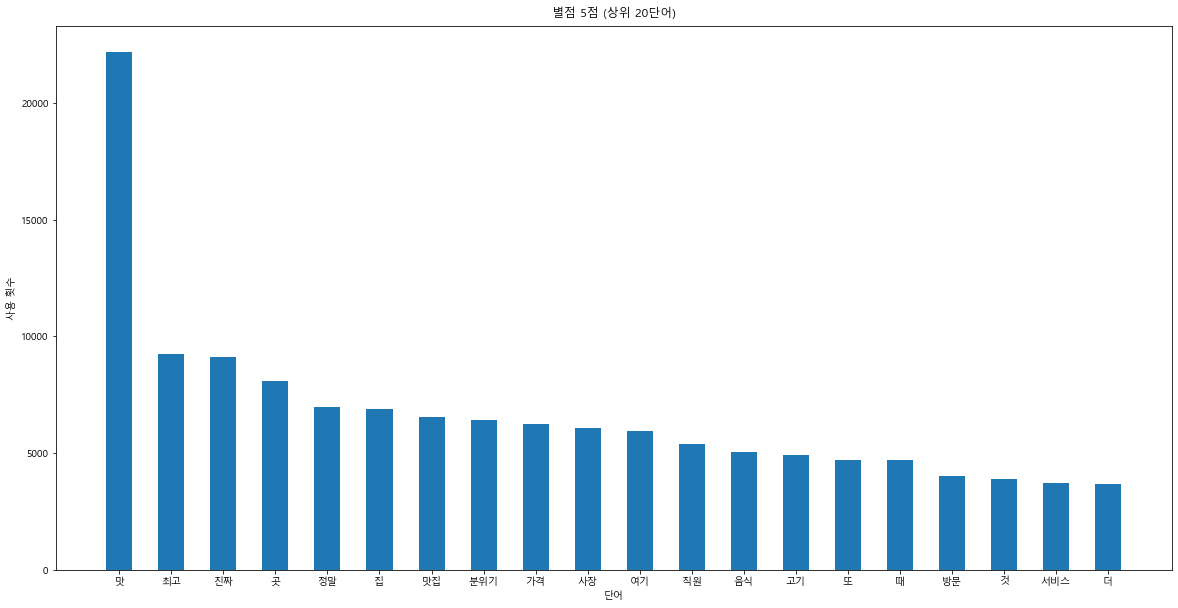 별점 5점 (상위 20단어)
사용 횟수
20000
15000
10000
5000
0
맛 최고 진짜 곳 정말 집 맛집 분위기 가격 사장 여기 직원 음식 고기 또 때 방문 것 서비스 더
단어